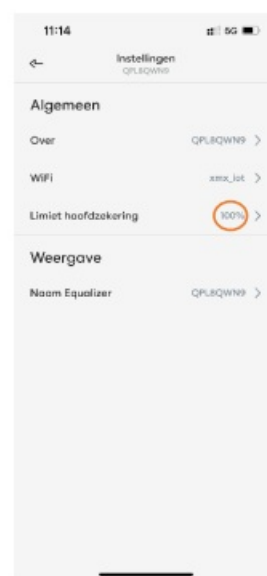 11:14
5G
Instellingen
QPL8QWN9
Algemeen
Over QPL8QWN9
WiFi xmx_iot
Limiet hoofdzekering 100%
Weergave
Naam Equalizer QPL8QWN9